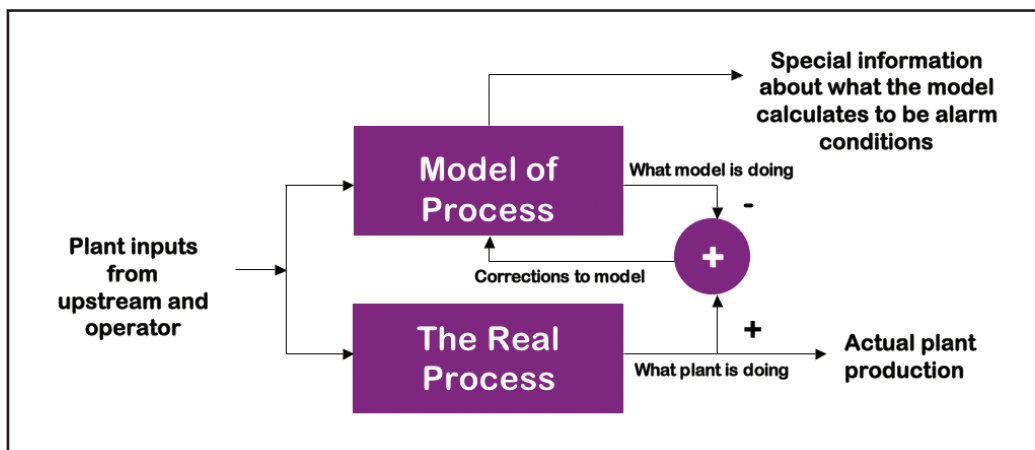 Special information
about what the model
calculates to be alarm
conditions
Model of
Process
What model is doing
-
+
Plant inputs
from
upstream and
operator
Corrections to model
The Real
Process
+
What plant is doing
Actual plant
production